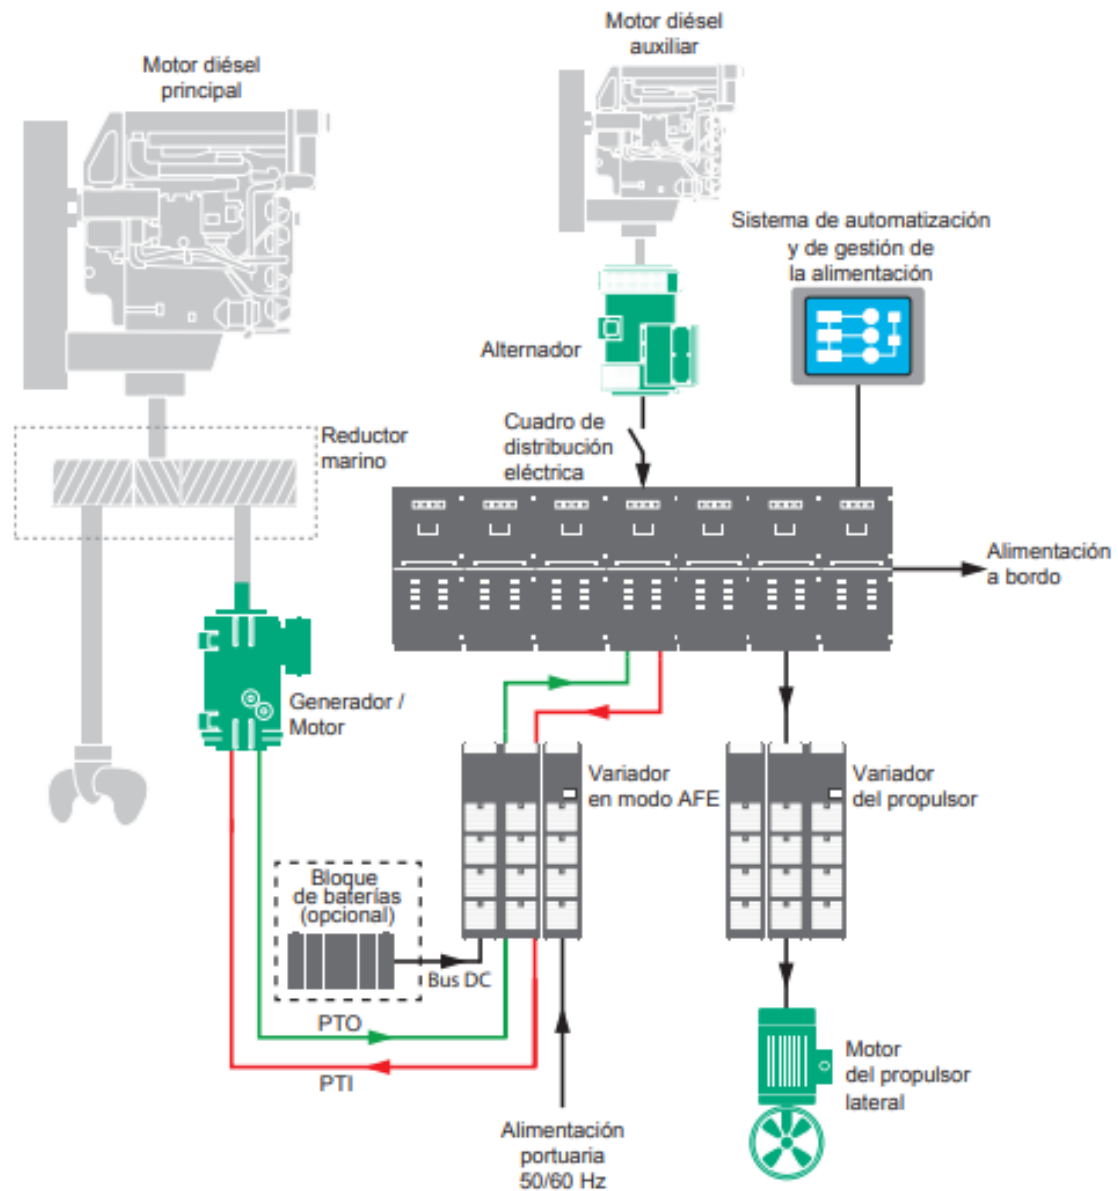 Motor diésel
auxiliar
Motor diésel
principal
Sistema de automatización
y de gestión de
la alimentación
Alternador
Cuadro de
distribución
eléctrica
Reductor
marino
Alimentación
a bordo
Generador /
Motor
Variador
en modo AFE
Variador
del propulsor
Bloque
de baterías
(opcional)
Bus DC
PTO
PTI
Motor
del propulsor
lateral
Alimentación
portuaria
50/60 Hz